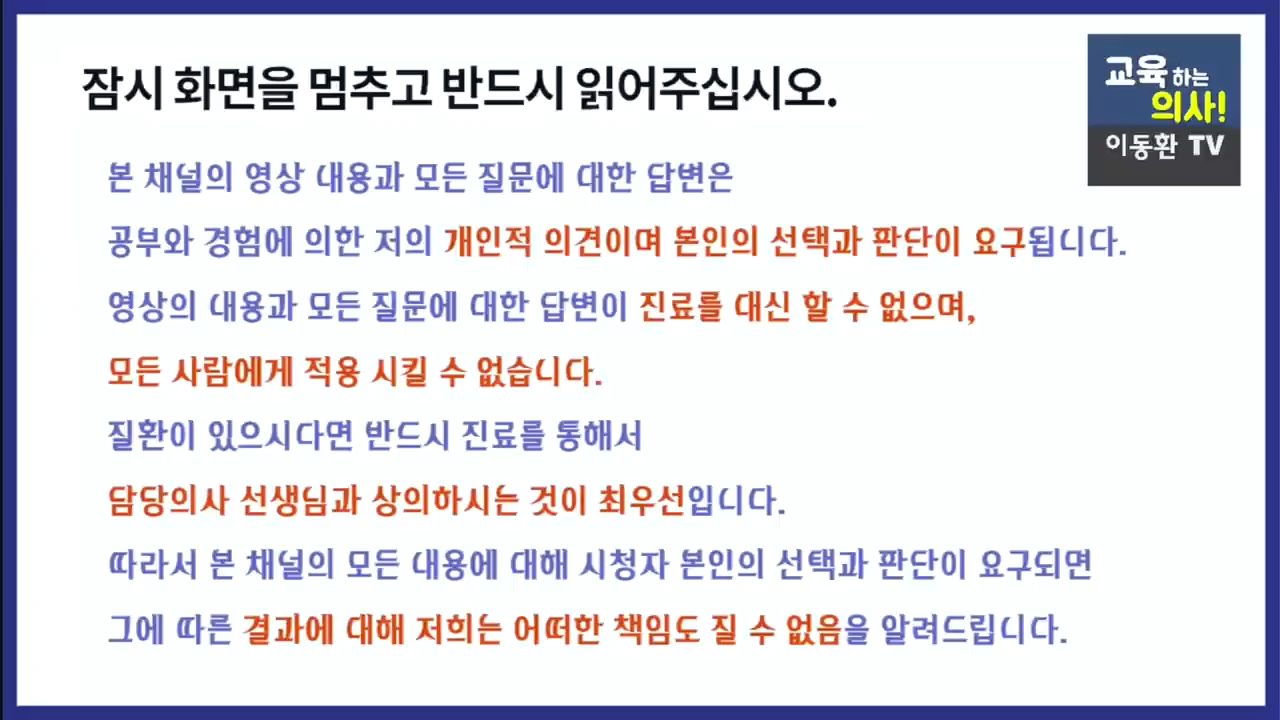 잠시 화면을 멈추고 반드시 읽어주십시오.
교육 하는
의사!
이동환 TV
본 채널의 영상 내용과 모든 질문에 대한 답변은
공부와 경험에 의한 저의 개인적 의견이며 본인의 선택과 판단이 요구됩니다.
영상의 내용과 모든 질문에 대한 답변이 진료를 대신 할 수 없으며,
모든 사람에게 적용 시킬 수 없습니다.
질환이 있으시다면 반드시 진료를 통해서
담당의사 선생님과 상의하시는 것이 최우선입니다.
따라서 본 채널의 모든 내용에 대해 시청자 본인의 선택과 판단이 요구되면
그에 따른 결과에 대해 저희는 어떠한 책임도 질 수 없음을 알려드립니다.